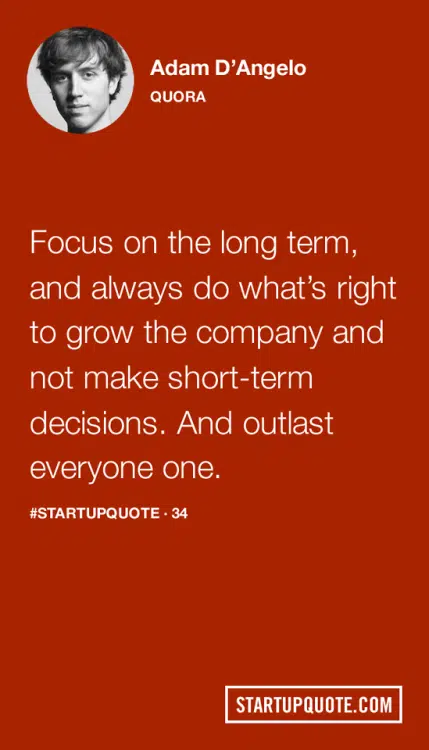 Adam D’Angelo
QUORA
Focus on the long term,
and always do what’s right
to grow the company and
not make short-term
decisions. And outlast
everyone one.
#STARTUPQUOTE · 34
STARTUPQUOTE.COM